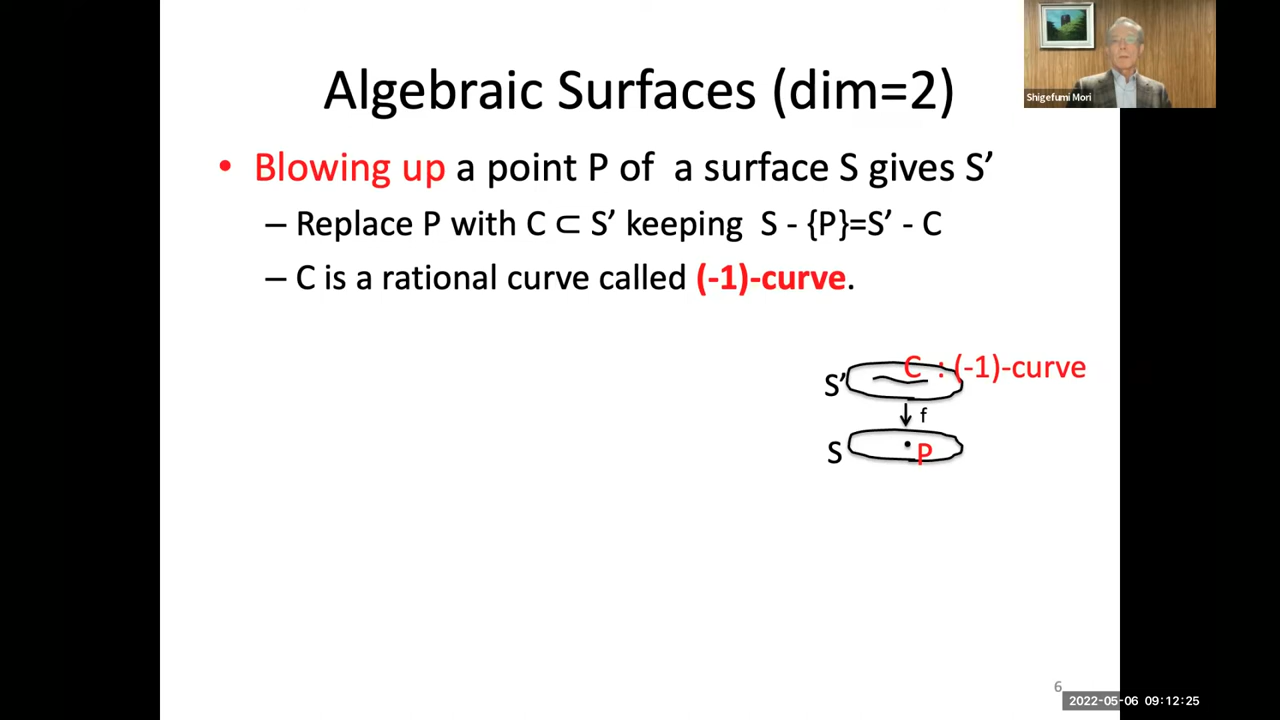 Shigefumi Mori
Algebraic Surfaces (dim=2)
• Blowing up a point P of a surface S gives S’
– Replace P with C ⊂ S’ keeping S - {P}=S’ - C
– C is a rational curve called (-1)-curve.
C : (-1)-curve
S’
f
S
P
6
2022-05-06 09:12:25